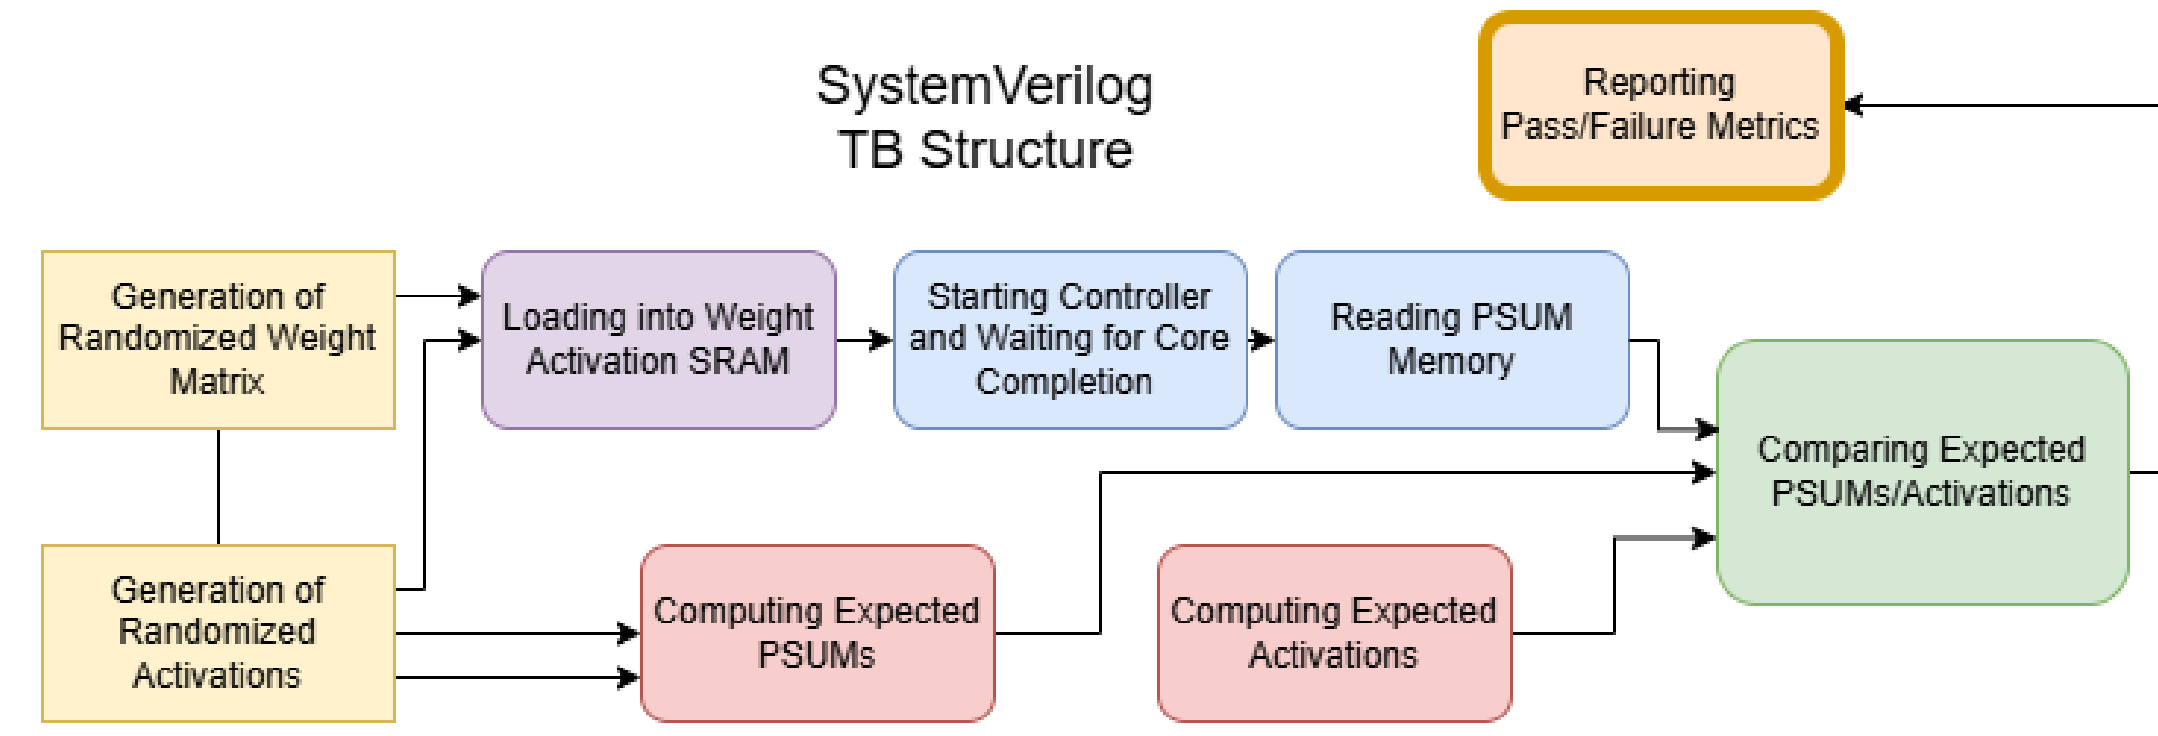 SystemVerilog
TB Structure
Reporting
Pass/Failure Metrics
Generation of
Randomized Weight
Matrix
Loading into Weight
Activation SRAM
Starting Controller
and Waiting for Core
Completion
Reading PSUM
Memory
Comparing Expected
PSUMs/Activations
Generation of
Randomized
Activations
Computing Expected
PSUMs
Computing Expected
Activations